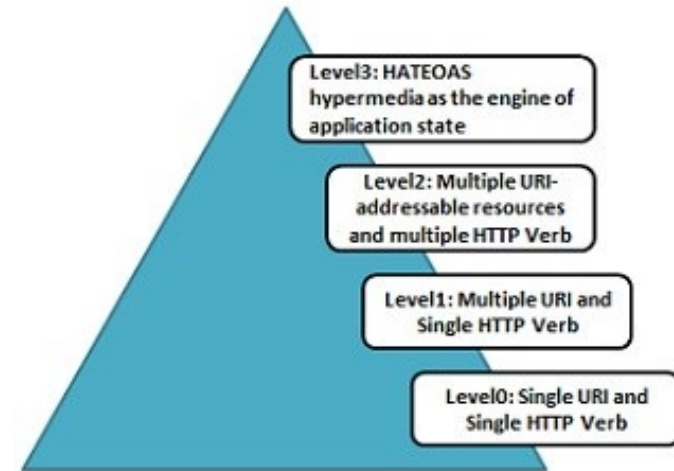 Level3: HATEOAS
hypermedia as the engine of
application state
Level2: Multiple URI-
addressable resources
and multiple HTTP Verb
Level1: Multiple URI and
Single HTTP Verb
Level0: Single URI and
Single HTTP Verb